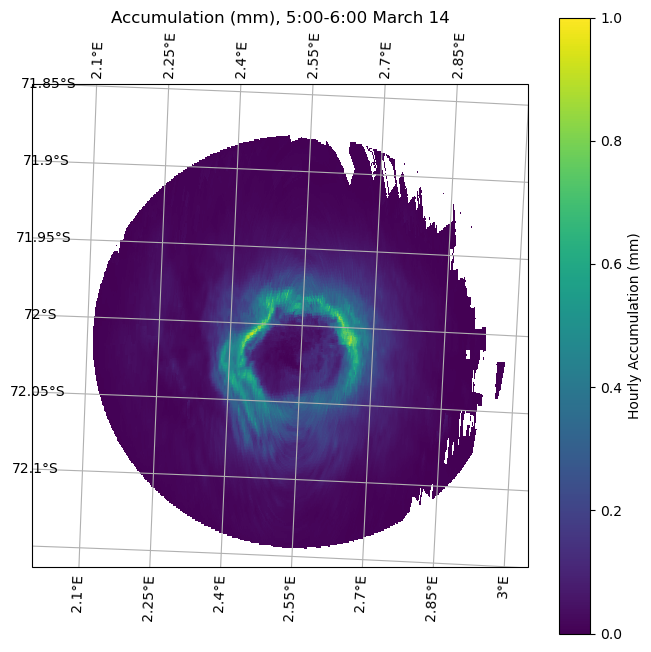 Accumulation (mm), 5:00-6:00 March 14
2.1°E
2.25°E
2.4°E
2.55°E
2.7°E
2.85°E
71.85°S
71.9°S
71.95°S
72°S
72.05°S
72.1°S
2.1°E
2.25°E
2.4°E
2.55°E
2.7°E
2.85°E
3°E
1.0
0.8
0.6
0.4
0.2
0.0
Hourly Accumulation (mm)